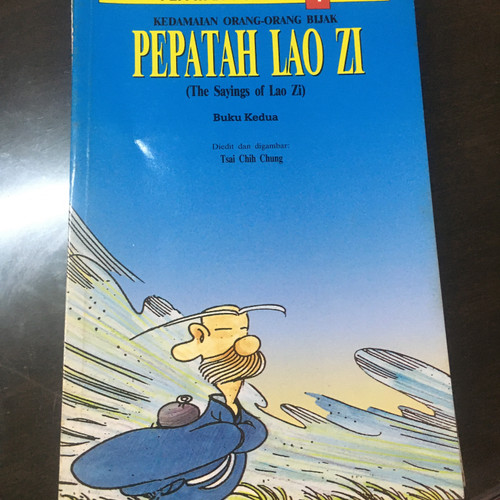 KEDAMAIAN ORANG-ORANG BIJAK
PEPATAH LAO ZI
(The Sayings of Lao Zi)
Buku Kedua
Diedit dan digambar:
Tsai Chih Chung